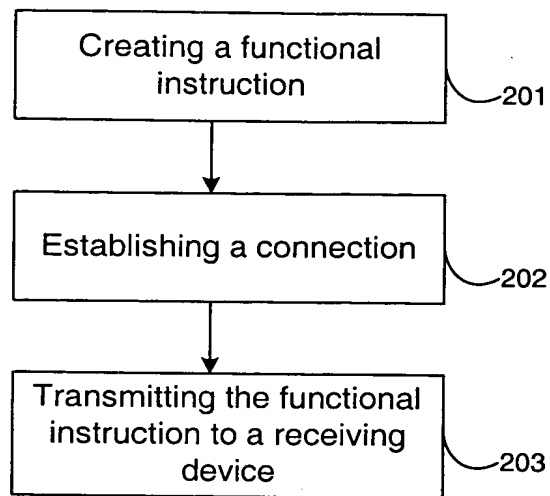 Creating a functional
instruction
201
Establishing a connection
202
Transmitting the functional
instruction to a receiving
device
203